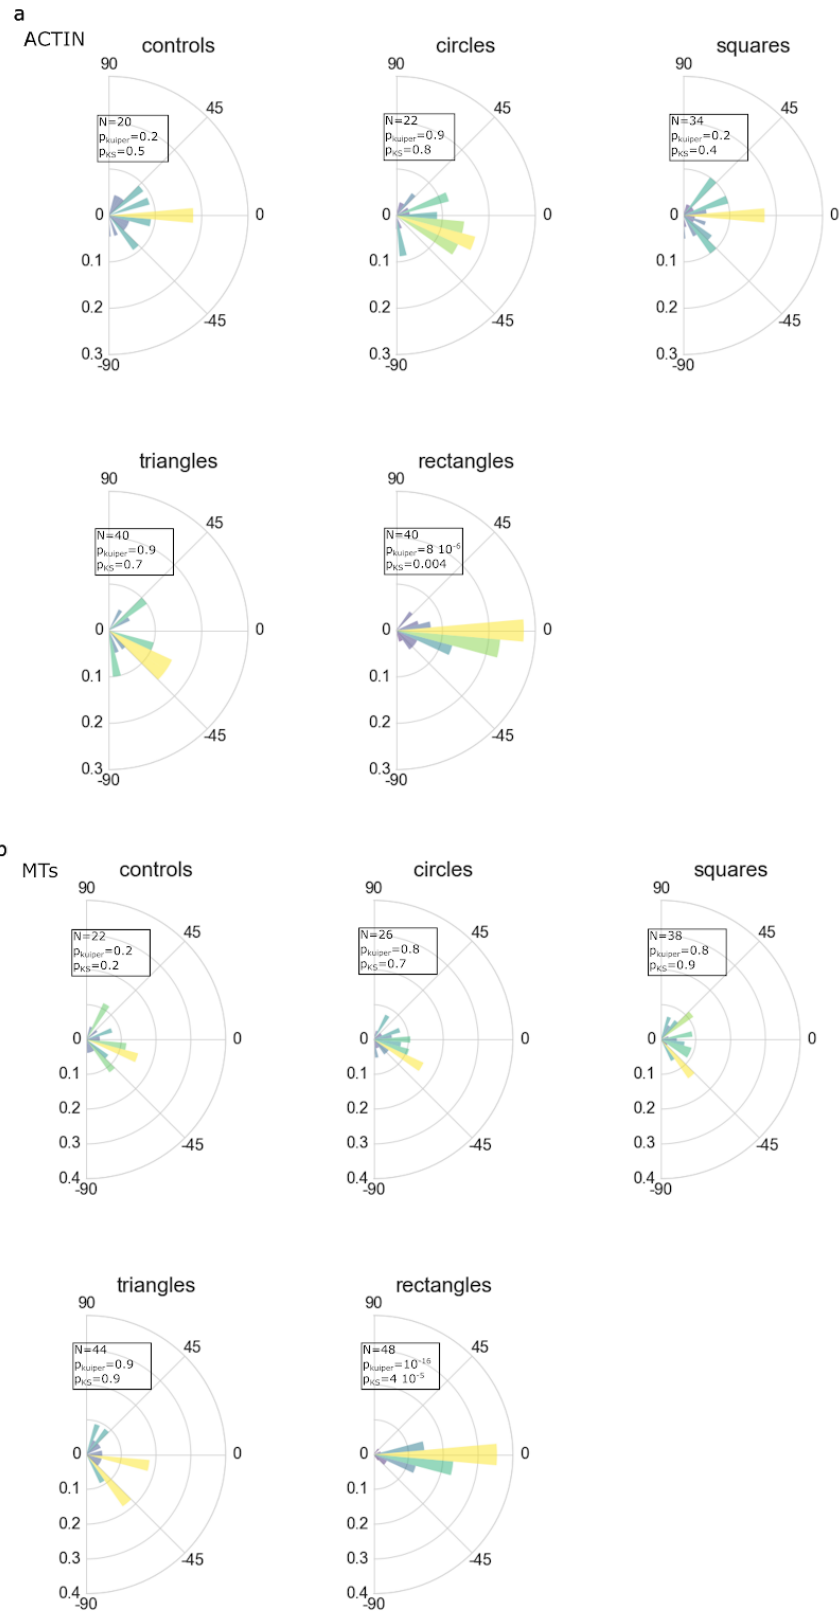 a
ACTIN
controls
circles
squares
90
90
90
45
45
45
N=20
pkuiper=0.2
pKS=0.5
N=22
pkuiper=0.9
pKS=0.8
N=34
pkuiper=0.2
pKS=0.4
0
0
0
0
0
0
0.1
0.1
0.1
0.2
0.2
0.2
-45
-45
-45
0.3
0.3
0.3
-90
-90
-90
triangles
rectangles
90
90
45
45
N=40
pkuiper=0.9
pKS=0.7
N=40
pkuiper=8 10-6
pKS=0.004
0
0
0
0
0.1
0.1
0.2
0.2
-45
-45
0.3
0.3
-90
-90
b
MTs
controls
circles
squares
90
90
90
45
45
45
N=22
pkuiper=0.2
pKS=0.2
N=26
pkuiper=0.8
pKS=0.7
N=38
pkuiper=0.8
pKS=0.9
0
0
0
0
0
0
0.1
0.1
0.1
0.2
0.2
0.2
0.3
0.3
0.3
-45
-45
-45
0.4
0.4
0.4
-90
-90
-90
triangles
rectangles
90
90
45
45
N=44
pkuiper=0.9
pKS=0.9
N=48
pkuiper=10-16
pKS=4 10-5
0
0
0
0
0.1
0.1
0.2
0.2
0.3
0.3
-45
-45
0.4
0.4
-90
-90